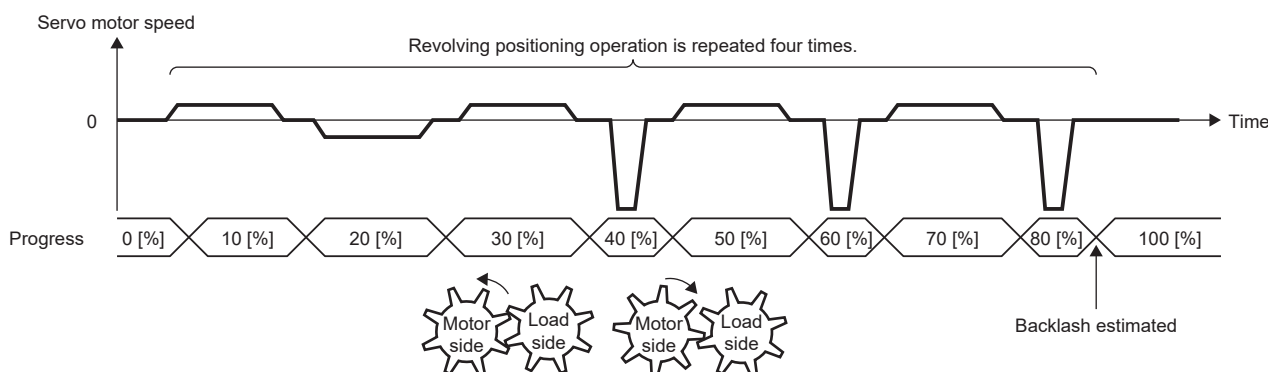 Servo motor speed
Revolving positioning operation is repeated four times.
0
Time
Progress
0 [%]
10 [%]
20 [%]
30 [%]
40 [%]
50 [%]
60 [%]
70 [%]
80 [%]
100 [%]
Motor
side
Load
side
Motor
side
Load
side
Backlash estimated